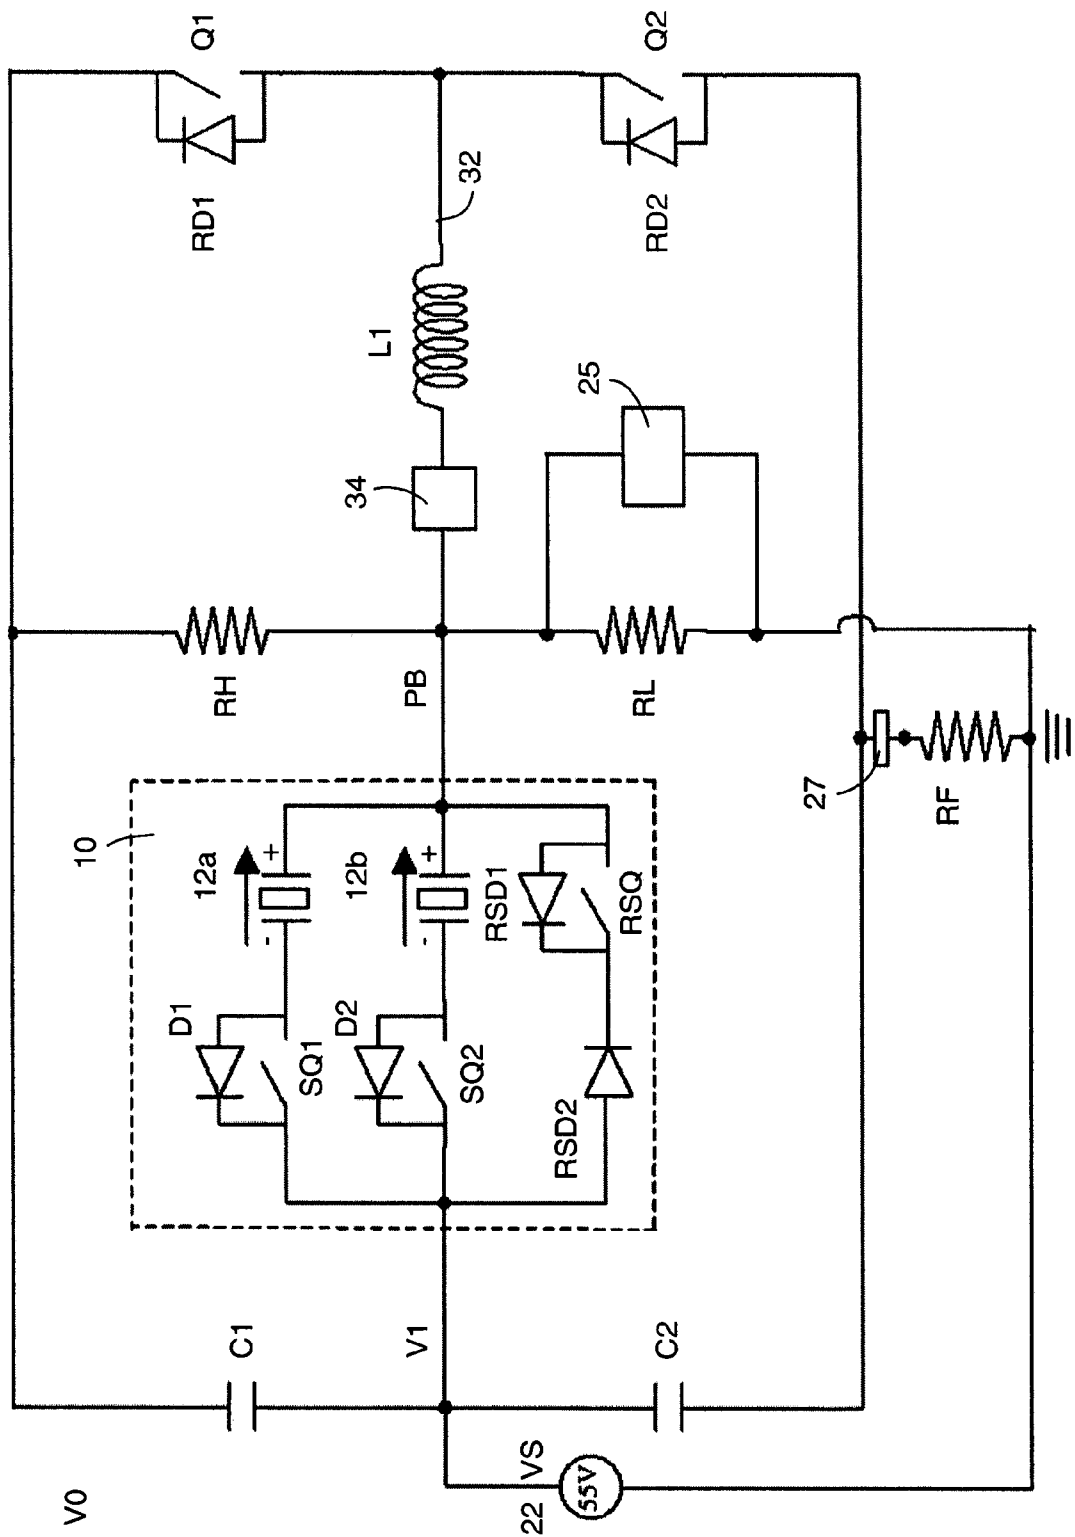 V0
C1
V1
C2
VS
22
55V
10
D1
SQ1
12a
+
-
D2
SQ2
12b
+
-
RSD2
RSD1
RSQ
RH
PB
RL
27
RF
34
25
L1
32
RD1
Q1
RD2
Q2